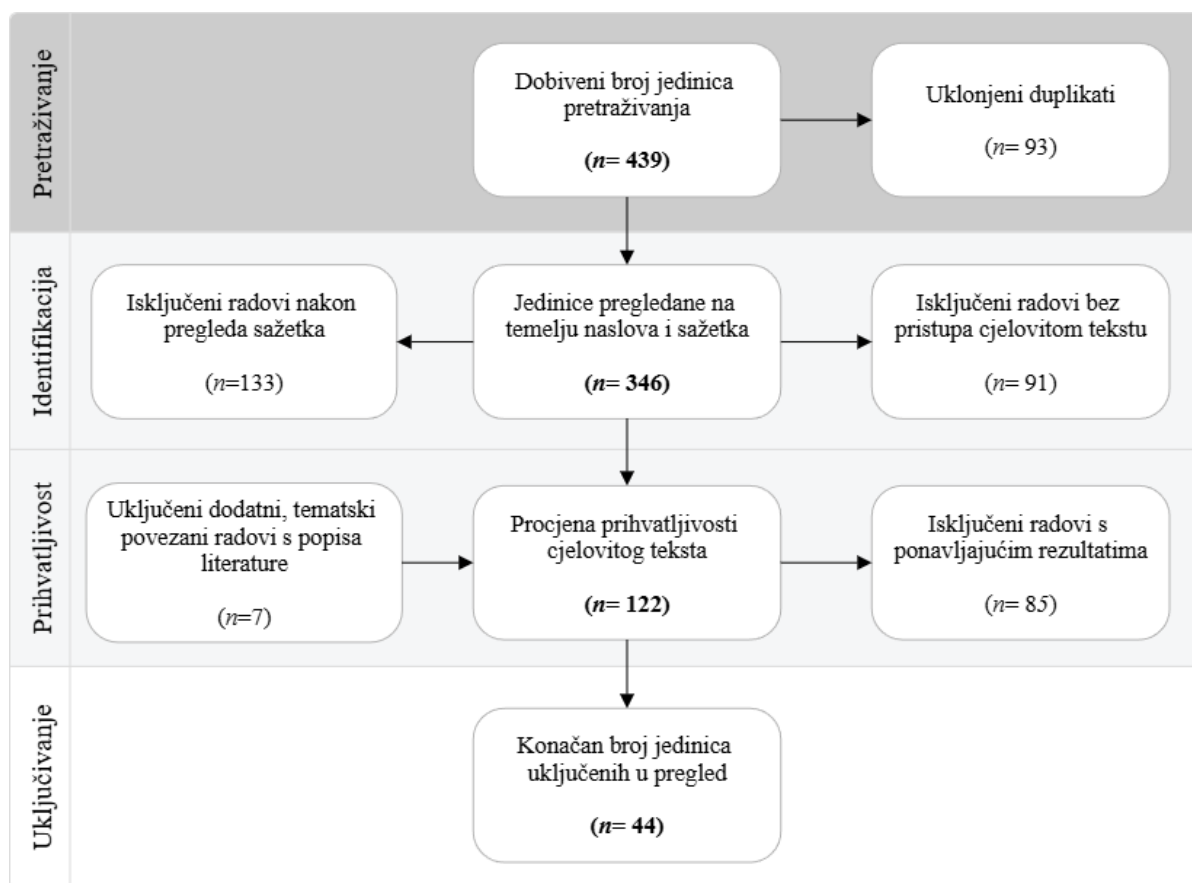 Pretraživanje
Dobiveni broj jedinica
pretraživanja
(n= 439)
Uklonjeni duplikati
(n= 93)
Identifikacija
Isključeni radovi nakon
pregleda sažetka
(n=133)
Jedinice pregledane na
temelju naslova i sažetka
(n= 346)
Isključeni radovi bez
pristupa cjelovitom tekstu
(n= 91)
Prihvatljivost
Uključeni dodatni, tematski
povezani radovi s popisa
literature
(n=7)
Procjena prihvatljivosti
cjelovitog teksta
(n= 122)
Isključeni radovi s
ponavljajućim rezultatima
(n= 85)
Uključivanje
Konačan broj jedinica
uključenih u pregled
(n= 44)